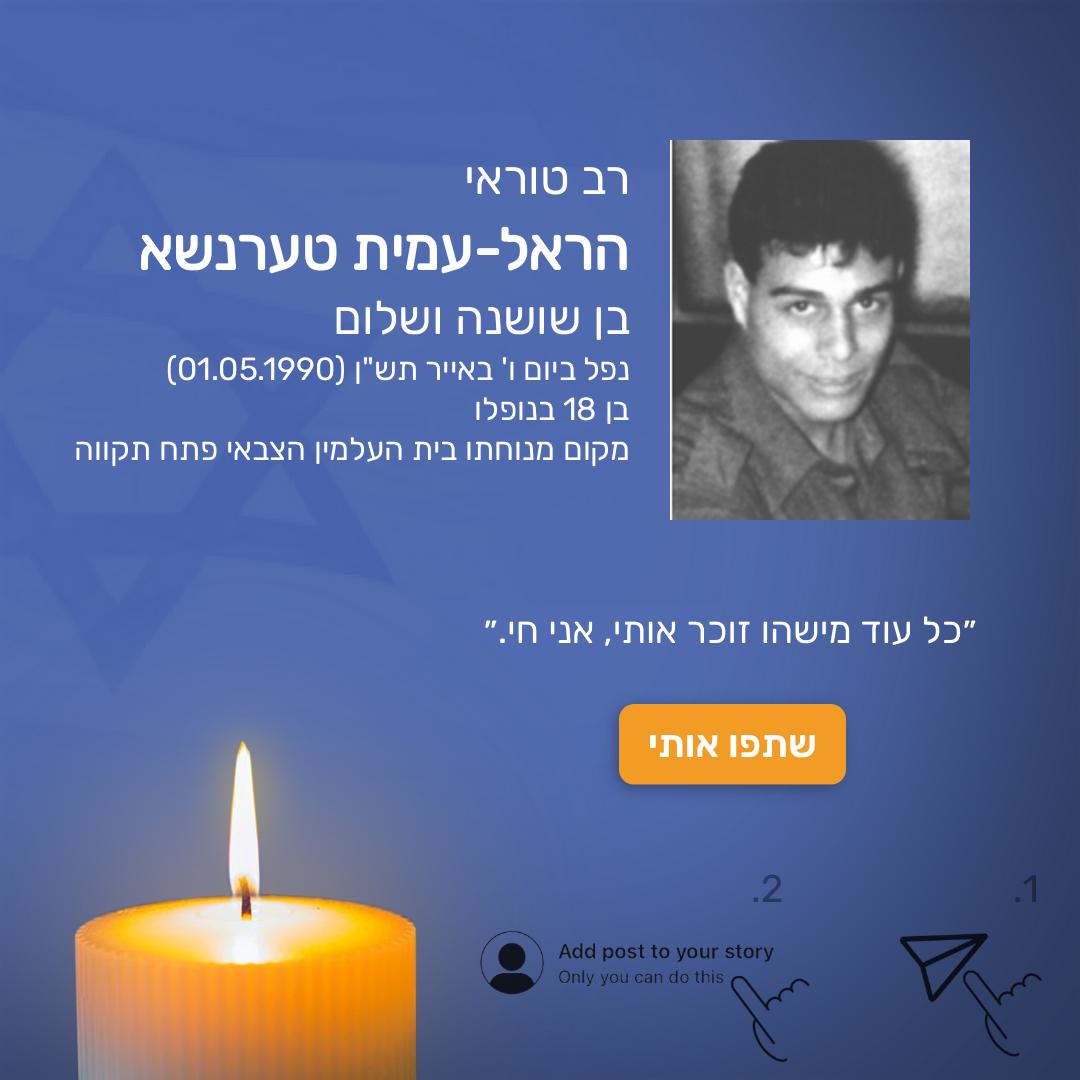 רב טוראי
הראל-עמית טערנשא
בן שושנה ושלום
נפל ביום ו' באייר תש"ן (01.05.1990)
בן 18 בנופלו
מקום מנוחתו בית העלמין הצבאי פתח תקווה
"כל עוד מישהו זוכר אותי, אני חי."
שתפו אותי
.1
.2
Add post to your story
Only you can do this